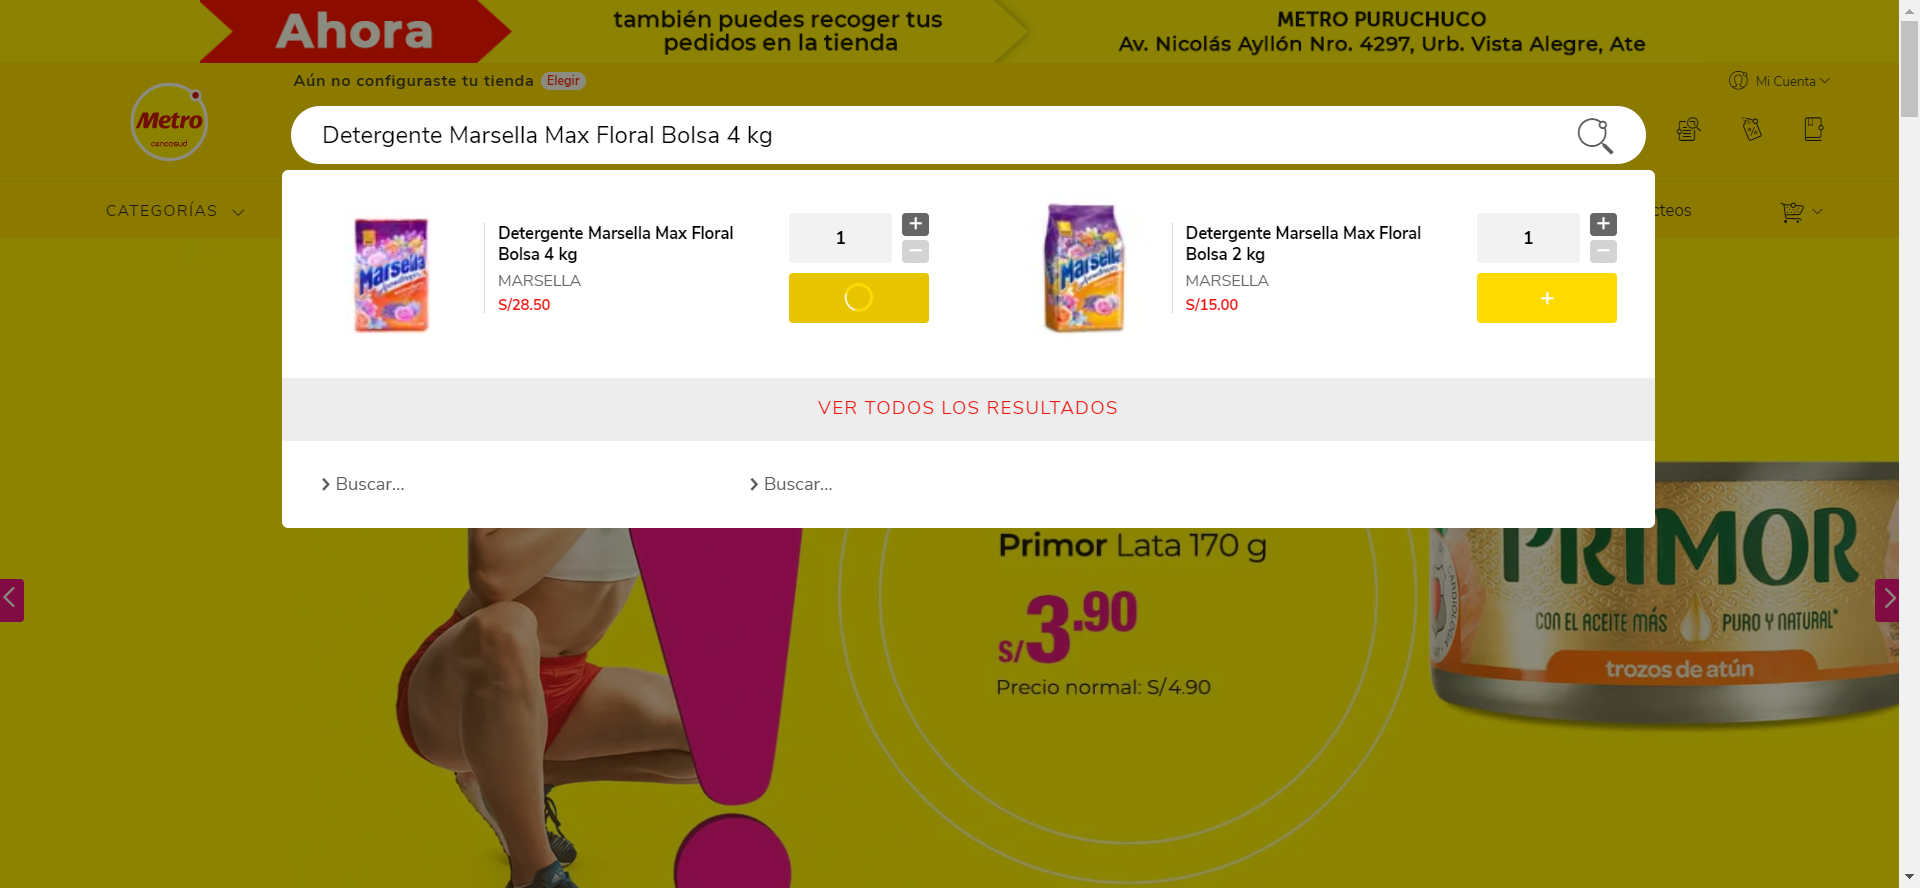 Ahora
también puedes recoger tus
pedidos en la tienda
METRO PURUCHUCO
Av. Nicolás Ayllón Nro. 4297, Urb. Vista Alegre, Ate
Aún no configuraste tu tienda Elegir
Mi Cuenta
Metro
cencosud
Detergente Marsella Max Floral Bolsa 4 kg
CATEGORÍAS
cteos
Marsella
Detergente Marsella Max Floral
Bolsa 4 kg
MARSELLA
S/28.50
1
+
−
Marsella
Detergente Marsella Max Floral
Bolsa 2 kg
MARSELLA
S/15.00
1
+
−
+
VER TODOS LOS RESULTADOS
Buscar...
Buscar...
Primor Lata 170 g
S/3.90
Precio normal: S/4.90
PRIMOR
CON EL ACEITE MÁS PURO Y NATURAL*
trozos de atún